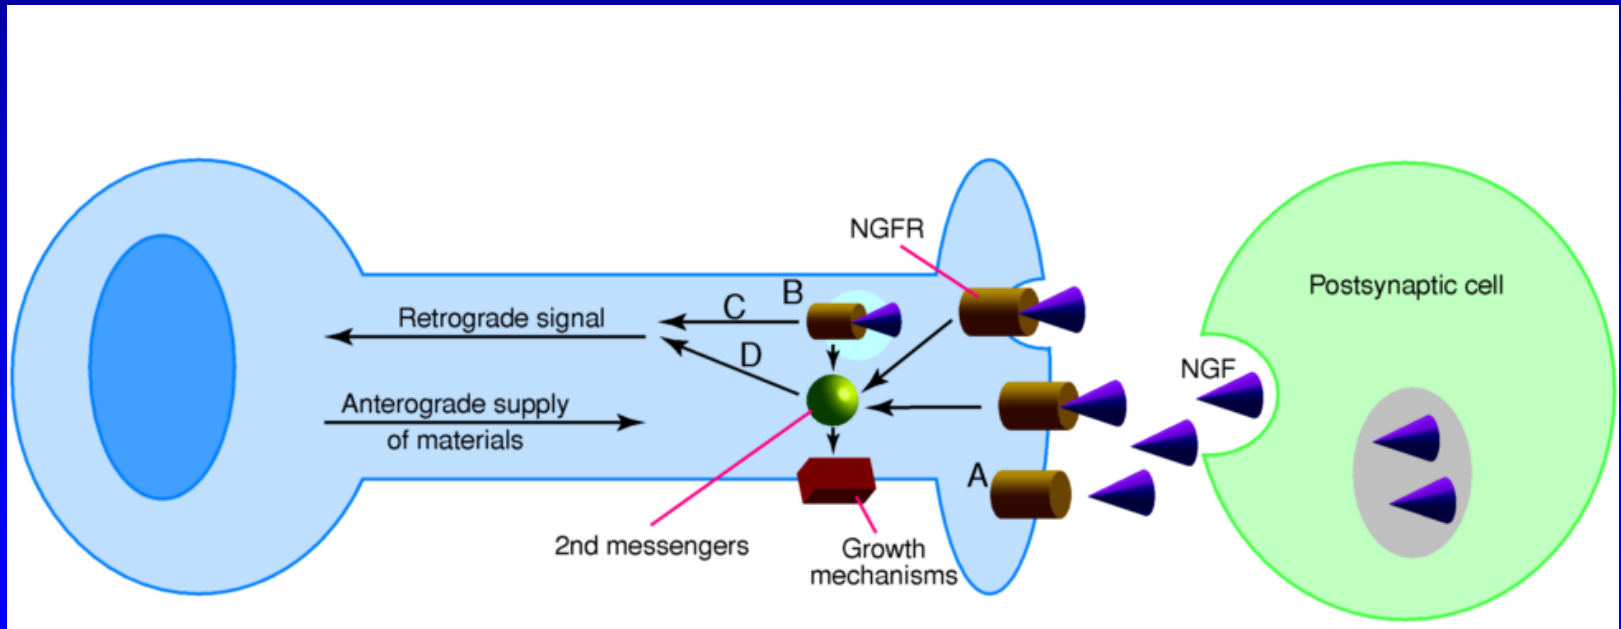 NGFR
Postsynaptic cell
B
C
Retrograde signal
D
NGF
Anterograde supply
of materials
A
2nd messengers
Growth
mechanisms